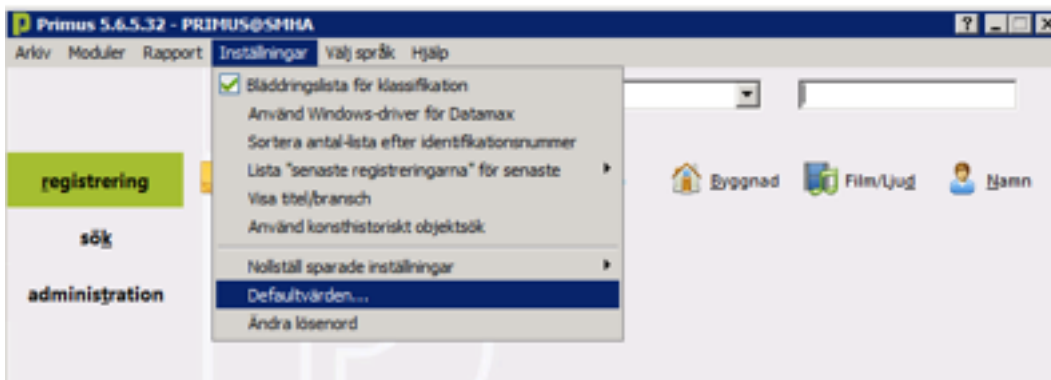 Primus 5.6.5.32 - PRIMUS@SMHA
Arkiv Moduler Rapport Inställningar Välj språk Hjälp
Bläddringslista för klassifikation
Använd Windows-driver för Datamax
Sortera antal-lista efter identifikationsnummer
registrering
Lista "senaste registreringarna" för senaste
Byggnad Film/Ljud Namn
Visa titel/bransch
Använd konsthistoriskt objektsök
sök
Nollställ sparade inställningar
administration
Defaultvärden...
Ändra lösenord